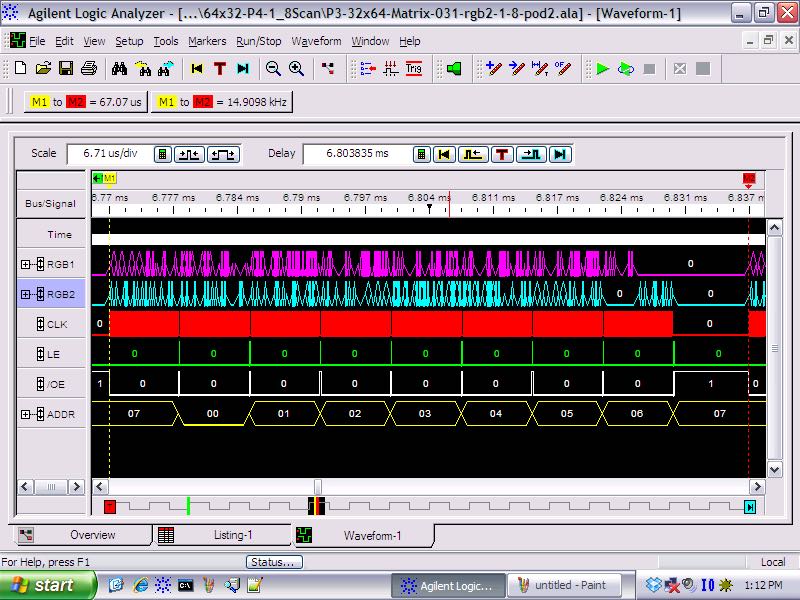 Agilent Logic Analyzer - [...\64x32-P4-1_8Scan\P3-32x64-Matrix-031-rgb2-1-8-pod2.ala] - [Waveform-1]
File Edit View Setup Tools Markers Run/Stop Waveform Window Help
T Trig
M1 to M2 = 67.07 us M1 to M2 = 14.9098 kHz
Scale 6.71 us/div Delay 6.803835 ms T
M1 M2
Bus/Signal 6.77 ms 6.777 ms 6.784 ms 6.79 ms 6.797 ms 6.804 ms 6.811 ms 6.817 ms 6.824 ms 6.831 ms 6.837 m
Time
RGB1 0
RGB2 0 0
CLK 0 0
LE 0 0 0 0 0 0 0 0 0
/OE 1 0 0 0 0 0 0 0 0 1 0
ADDR 07 00 01 02 03 04 05 06 07
Overview Listing-1 Waveform-1
For Help, press F1 Status... Local
start Agilent Logic... untitled - Paint 1:12 PM